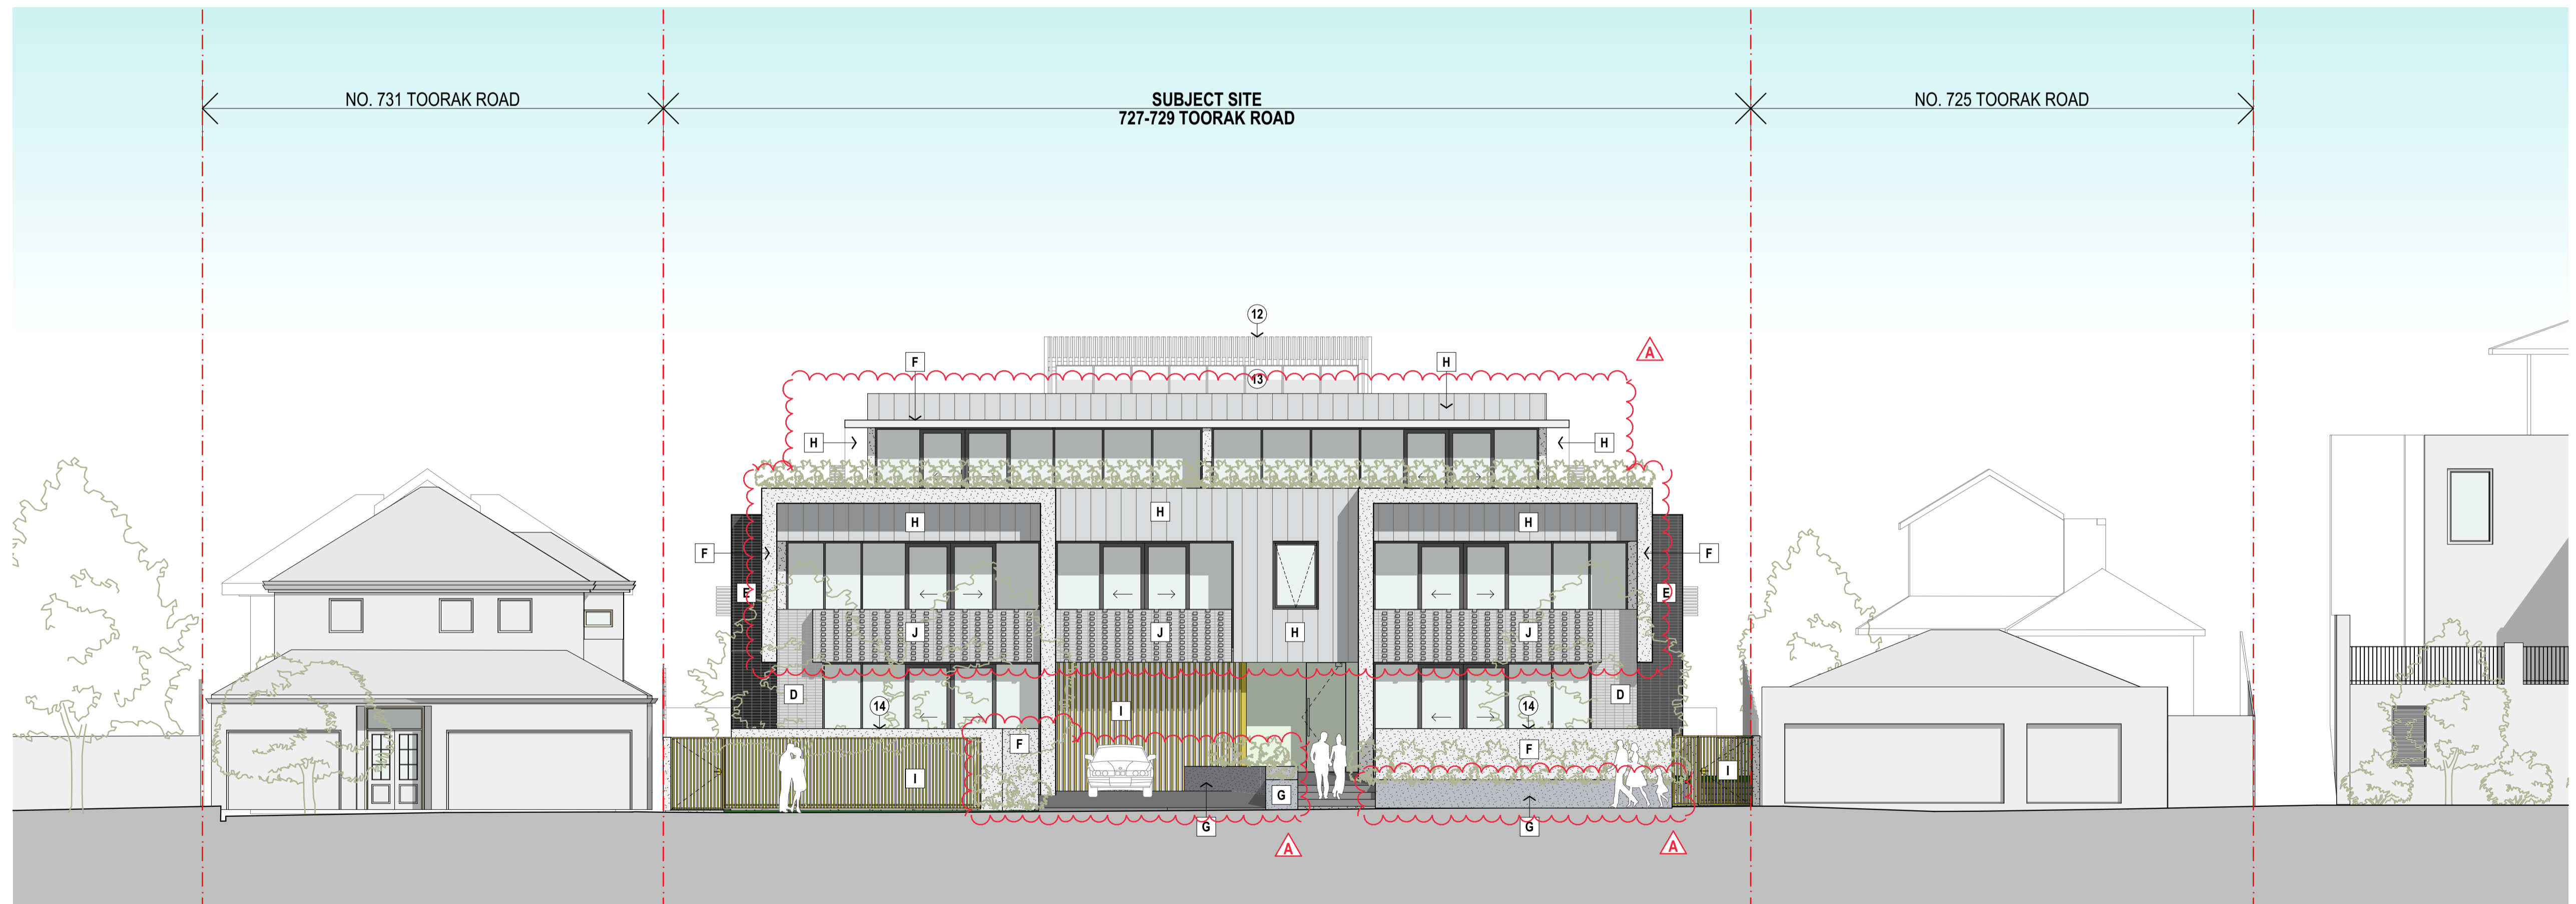 NO. 731 TOORAK ROAD
SUBJECT SITE
727-729 TOORAK ROAD
NO. 725 TOORAK ROAD
12
A
F
H
13
H
H
H
H
H
F
F
E
E
J
J
H
J
D
I
D
14
14
F
F
I
I
G
G
G
A
A